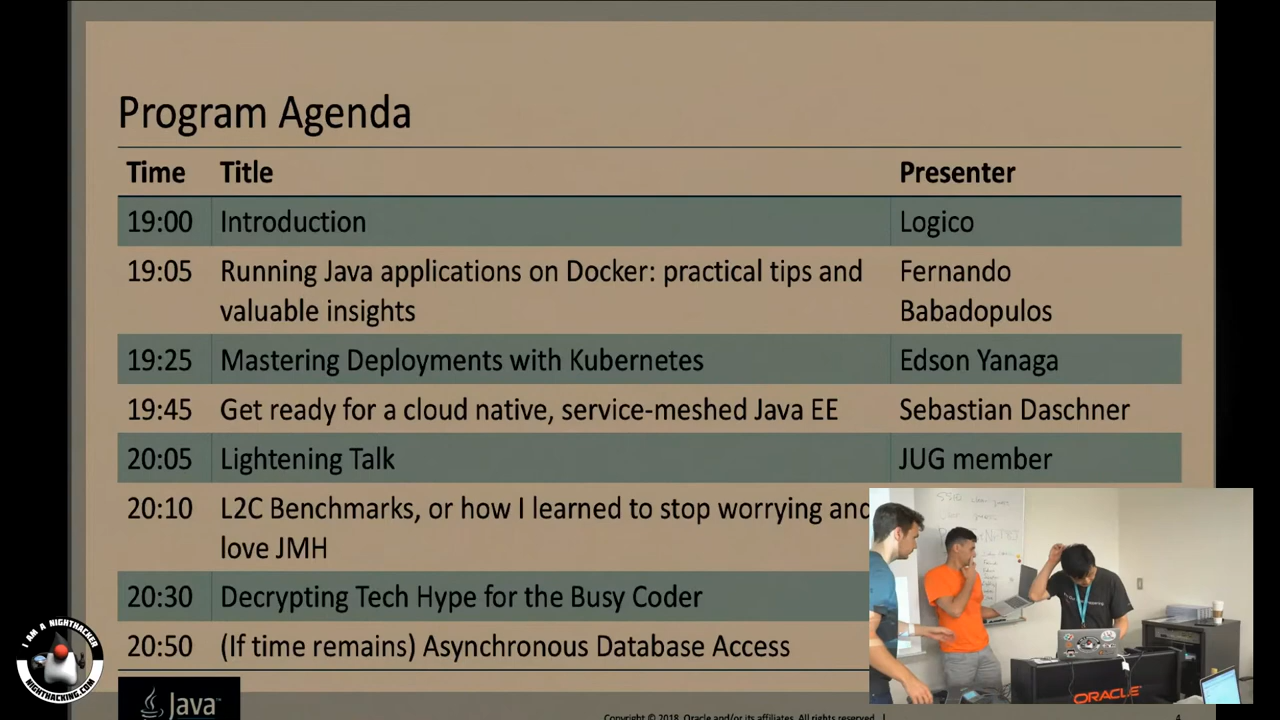 Program Agenda
Time Title Presenter
19:00 Introduction Logico
19:05 Running Java applications on Docker: practical tips and Fernando
valuable insights Babadopulos
19:25 Mastering Deployments with Kubernetes Edson Yanaga
19:45 Get ready for a cloud native, service-meshed Java EE Sebastian Daschner
20:05 Lightening Talk JUG member
20:10 L2C Benchmarks, or how I learned to stop worrying and
love JMH
20:30 Decrypting Tech Hype for the Busy Coder
20:50 (If time remains) Asynchronous Database Access
I AM A NIGHTHACKER
NIGHTHACKING.COM
Java™
ORACLE
Copyright © 2018, Oracle and/or its affiliates. All rights reserved. |
4